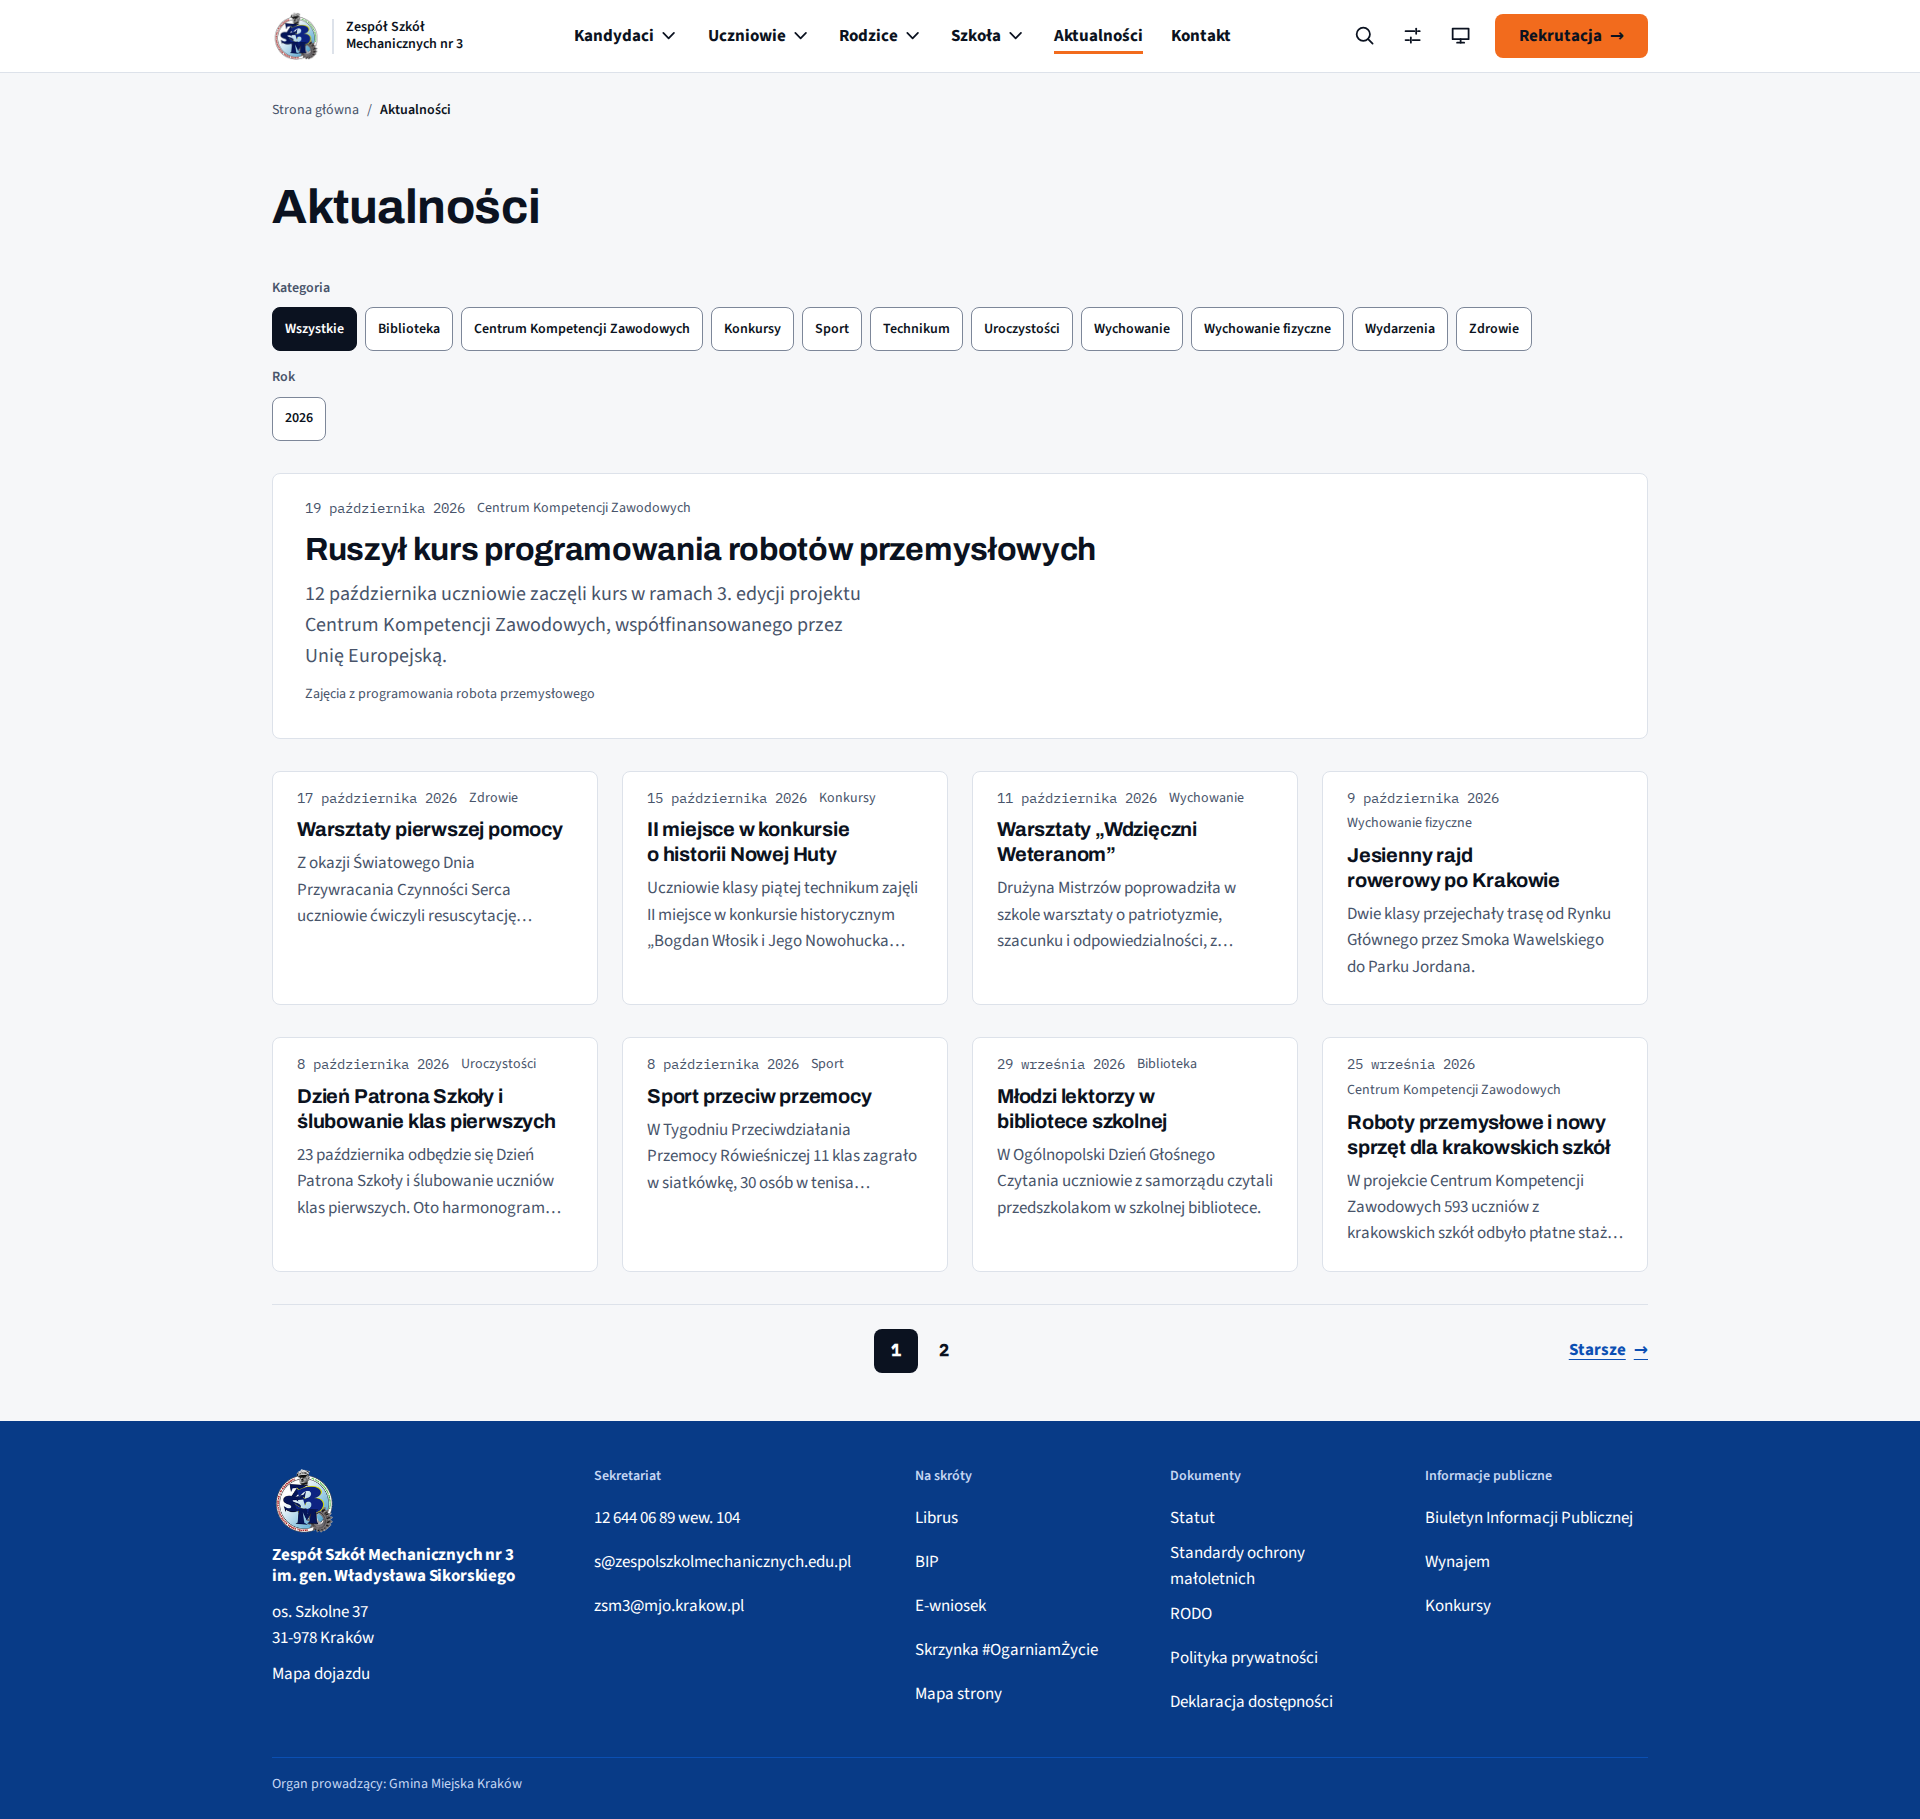 Zespół Szkół
Mechanicznych nr 3
Kandydaci
Uczniowie
Rodzice
Szkoła
Aktualności
Kontakt
Rekrutacja →
Strona główna / Aktualności
Aktualności
Kategoria
Wszystkie
Biblioteka
Centrum Kompetencji Zawodowych
Konkursy
Sport
Technikum
Uroczystości
Wychowanie
Wychowanie fizyczne
Wydarzenia
Zdrowie
Rok
2026
19 października 2026 Centrum Kompetencji Zawodowych
Ruszył kurs programowania robotów przemysłowych
12 października uczniowie zaczęli kurs w ramach 3. edycji projektu
Centrum Kompetencji Zawodowych, współfinansowanego przez
Unię Europejską.
Zajęcia z programowania robota przemysłowego
17 października 2026 Zdrowie
Warsztaty pierwszej pomocy
Z okazji Światowego Dnia
Przywracania Czynności Serca
uczniowie ćwiczyli resuscytację…
15 października 2026 Konkursy
II miejsce w konkursie
o historii Nowej Huty
Uczniowie klasy piątej technikum zajęli
II miejsce w konkursie historycznym
„Bogdan Włosik i Jego Nowohucka…
11 października 2026 Wychowanie
Warsztaty „Wdzięczni
Weteranom”
Drużyna Mistrzów poprowadziła w
szkole warsztaty o patriotyzmie,
szacunku i odpowiedzialności, z…
9 października 2026
Wychowanie fizyczne
Jesienny rajd
rowerowy po Krakowie
Dwie klasy przejechały trasę od Rynku
Głównego przez Smoka Wawelskiego
do Parku Jordana.
8 października 2026 Uroczystości
Dzień Patrona Szkoły i
ślubowanie klas pierwszych
23 października odbędzie się Dzień
Patrona Szkoły i ślubowanie uczniów
klas pierwszych. Oto harmonogram…
8 października 2026 Sport
Sport przeciw przemocy
W Tygodniu Przeciwdziałania
Przemocy Rówieśniczej 11 klas zagrało
w siatkówkę, 30 osób w tenisa…
29 września 2026 Biblioteka
Młodzi lektorzy w
bibliotece szkolnej
W Ogólnopolski Dzień Głośnego
Czytania uczniowie z samorządu czytali
przedszkolakom w szkolnej bibliotece.
25 września 2026
Centrum Kompetencji Zawodowych
Roboty przemysłowe i nowy
sprzęt dla krakowskich szkół
W projekcie Centrum Kompetencji
Zawodowych 593 uczniów z
krakowskich szkół odbyło płatne staż…
1 2
Starsze →
Zespół Szkół Mechanicznych nr 3
im. gen. Władysława Sikorskiego
os. Szkolne 37
31-978 Kraków
Mapa dojazdu
Sekretariat
12 644 06 89 wew. 104
s@zespolszkolmechanicznych.edu.pl
zsm3@mjo.krakow.pl
Na skróty
Librus
BIP
E-wniosek
Skrzynka #OgarniamŻycie
Mapa strony
Dokumenty
Statut
Standardy ochrony
małoletnich
RODO
Polityka prywatności
Deklaracja dostępności
Informacje publiczne
Biuletyn Informacji Publicznej
Wynajem
Konkursy
Organ prowadzący: Gmina Miejska Kraków